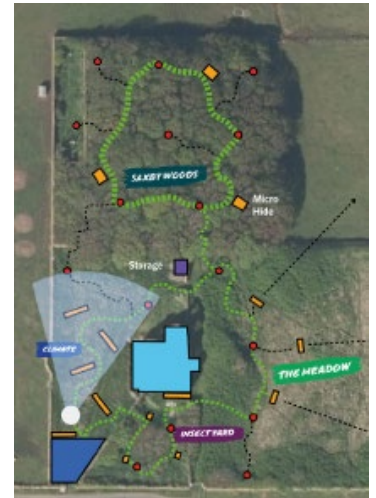 SAXBY WOODS
Micro
Hide
Storage
CLIMATE
THE MEADOW
INSECT YARD